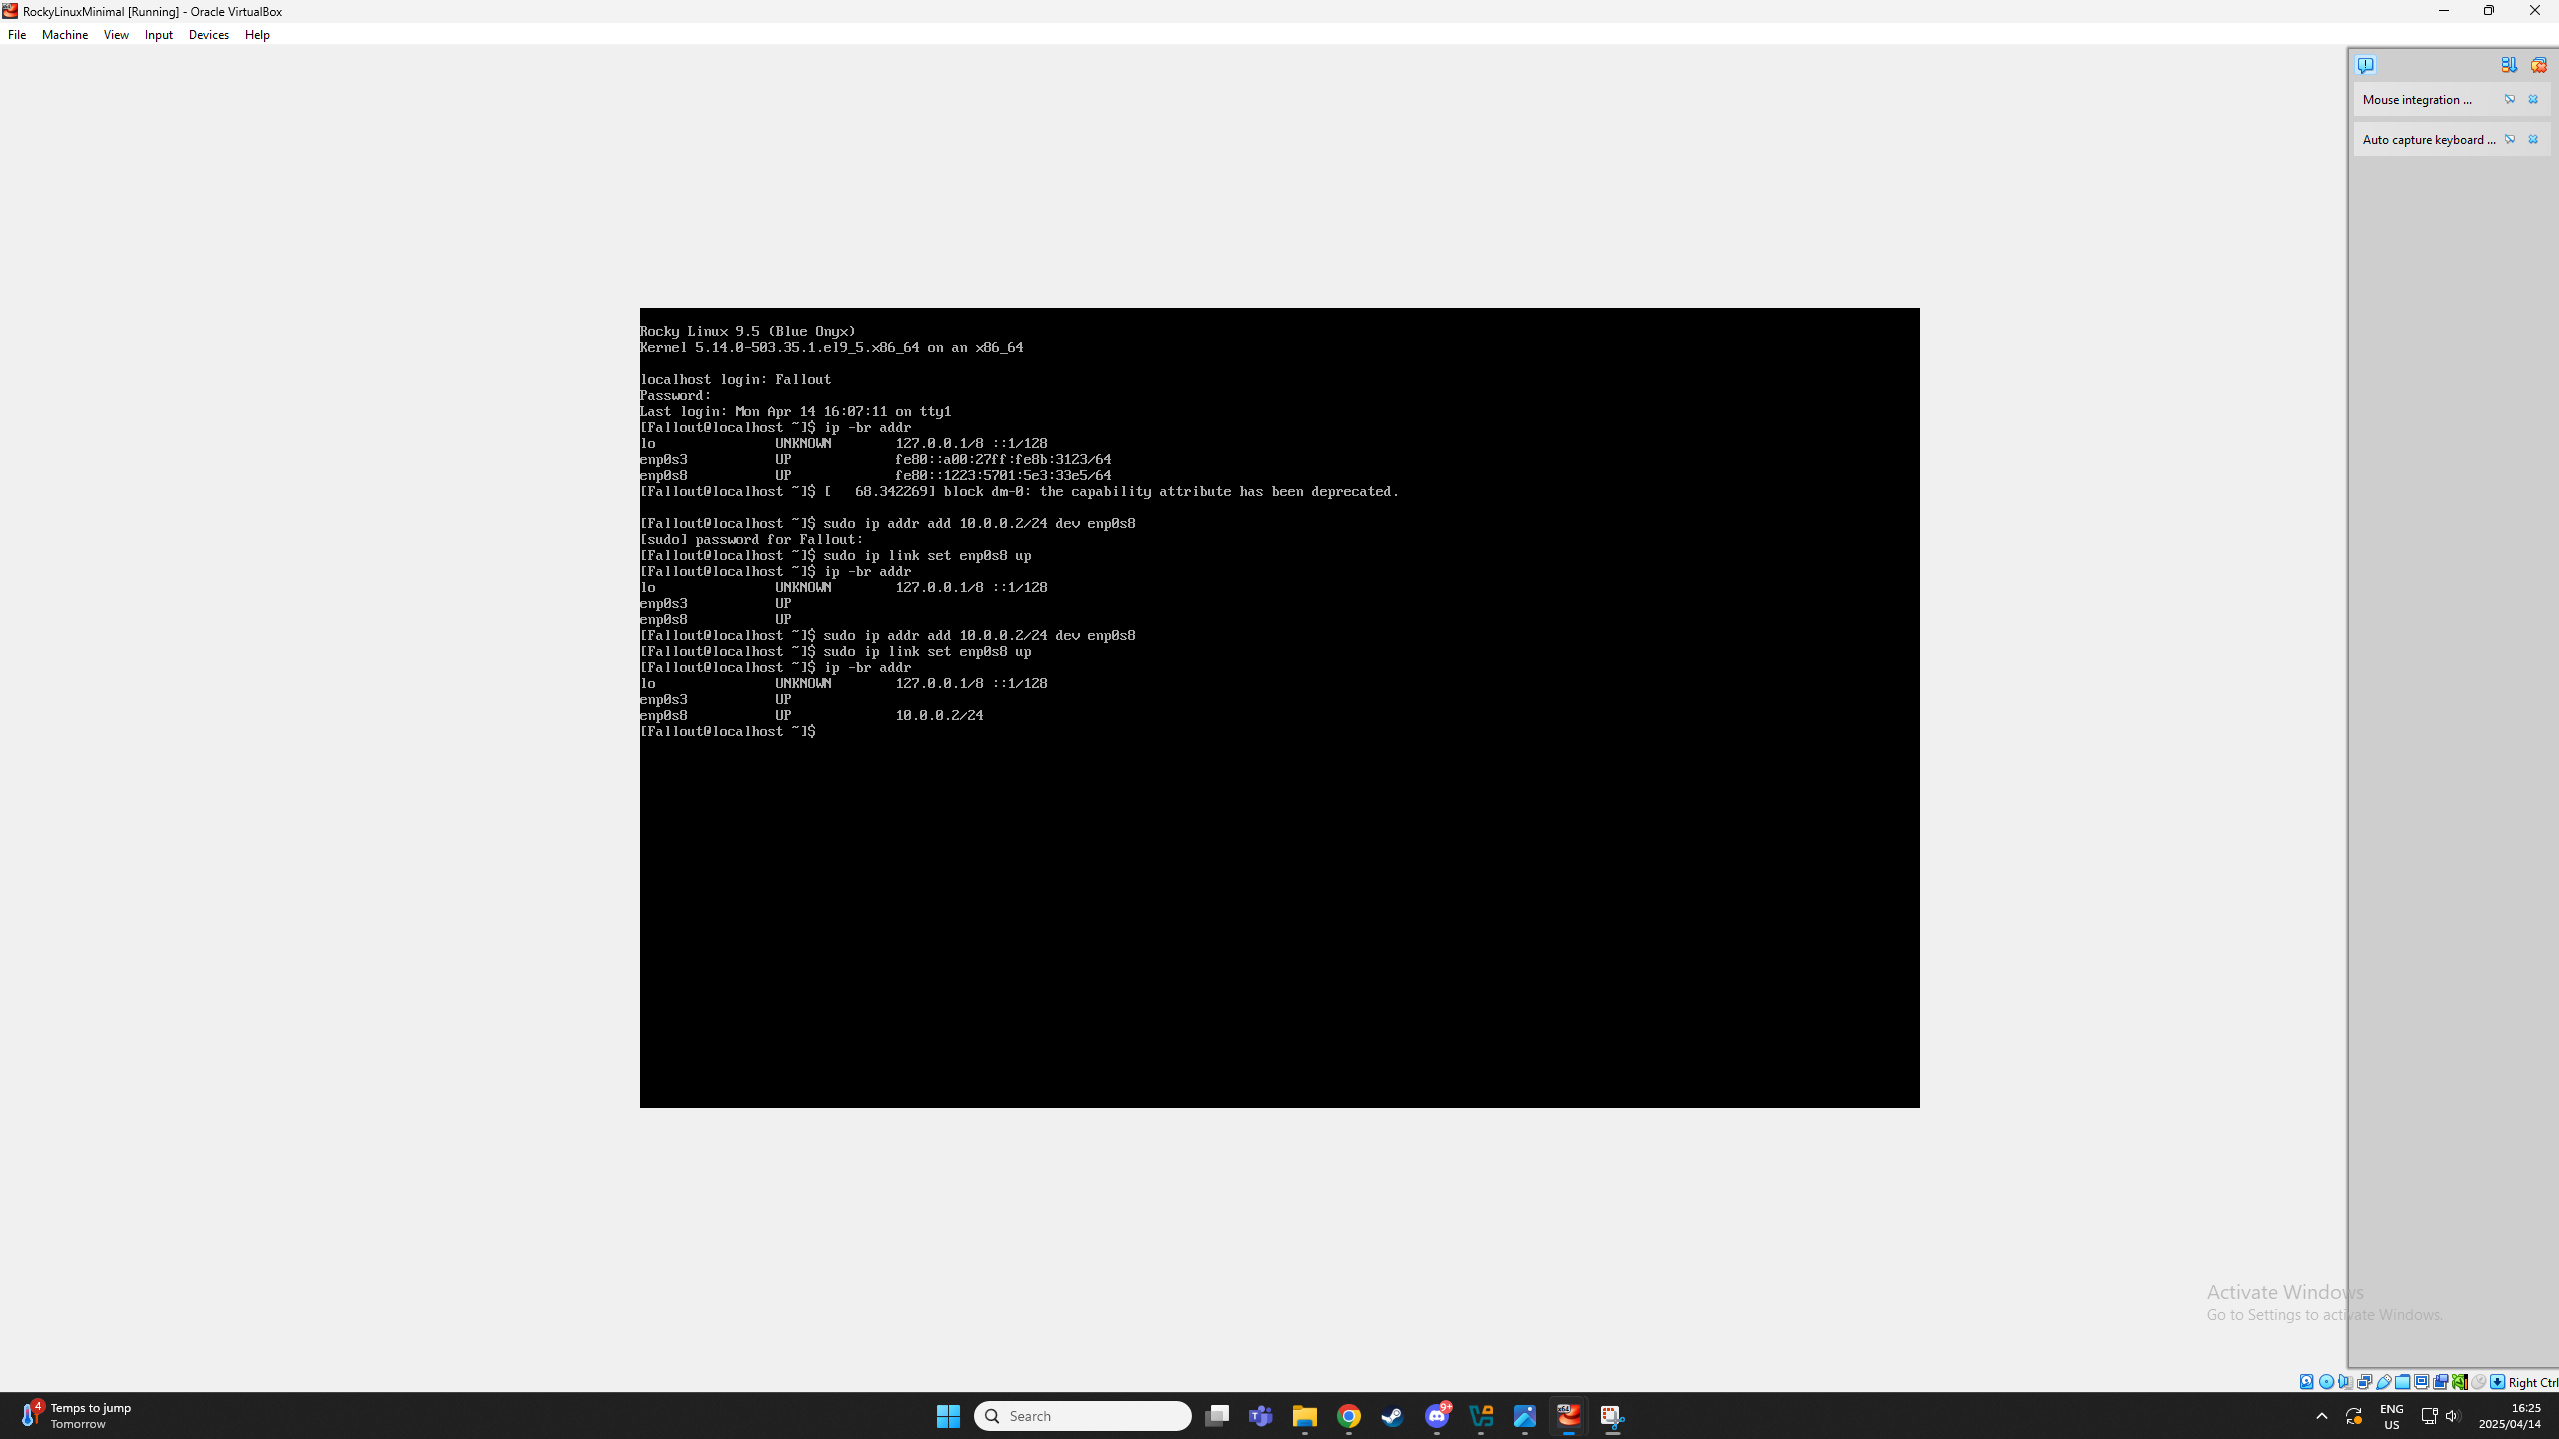 RockyLinuxMinimal [Running] - Oracle VirtualBox
File Machine View Input Devices Help
Mouse integration ...
Auto capture keyboard ...
Rocky Linux 9.5 (Blue Onyx)
Kernel 5.14.0-503.35.1.el9_5.x86_64 on an x86_64
localhost login: Fallout
Password:
Last login: Mon Apr 14 16:07:11 on tty1
[Fallout@localhost ~]$ ip -br addr
lo UNKNOWN 127.0.0.1/8 ::1/128
enp0s3 UP fe80::a00:27ff:fe8b:3123/64
enp0s8 UP fe80::1223:5701:5e3:33e5/64
[Fallout@localhost ~]$ [ 68.342269] block dm-0: the capability attribute has been deprecated.
[Fallout@localhost ~]$ sudo ip addr add 10.0.0.2/24 dev enp0s8
[sudo] password for Fallout:
[Fallout@localhost ~]$ sudo ip link set enp0s8 up
[Fallout@localhost ~]$ ip -br addr
lo UNKNOWN 127.0.0.1/8 ::1/128
enp0s3 UP
enp0s8 UP
[Fallout@localhost ~]$ sudo ip addr add 10.0.0.2/24 dev enp0s8
[Fallout@localhost ~]$ sudo ip link set enp0s8 up
[Fallout@localhost ~]$ ip -br addr
lo UNKNOWN 127.0.0.1/8 ::1/128
enp0s3 UP
enp0s8 UP 10.0.0.2/24
[Fallout@localhost ~]$
Activate Windows
Go to Settings to activate Windows.
Right Ctrl
4
Temps to jump
Tomorrow
Search
9+
ENG
US
16:25
2025/04/14